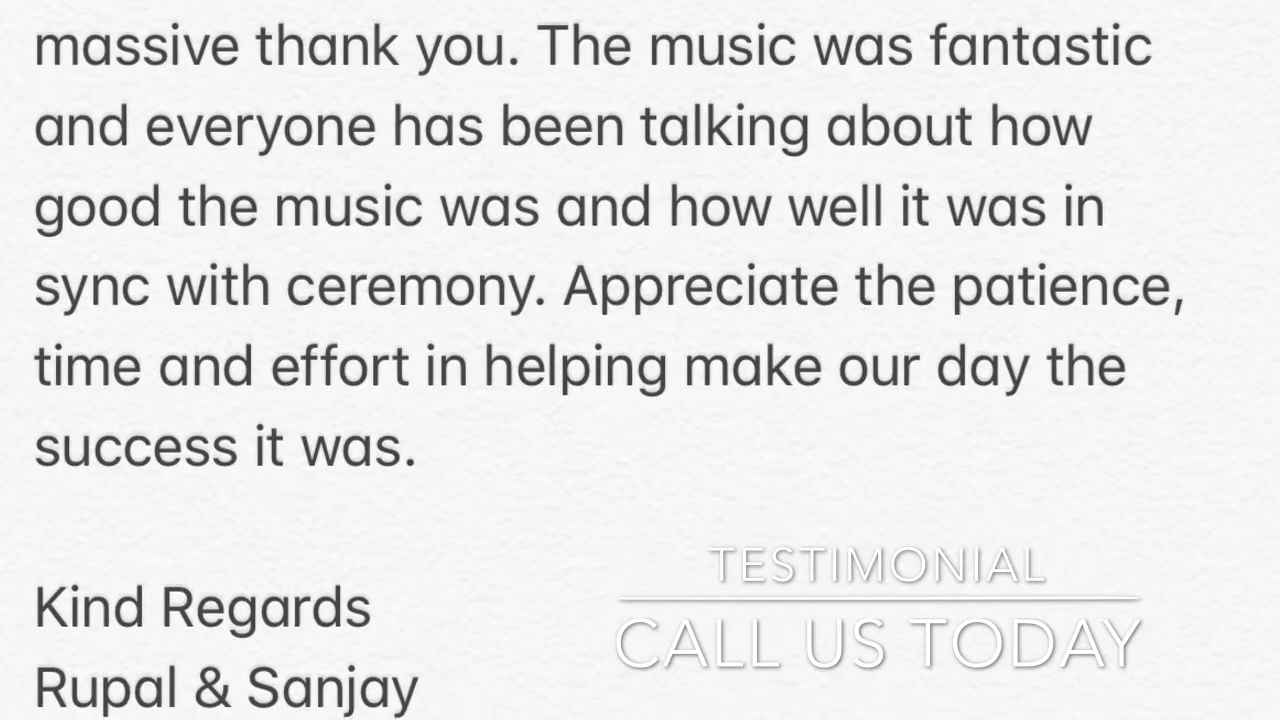 massive thank you. The music was fantastic
and everyone has been talking about how
good the music was and how well it was in
sync with ceremony. Appreciate the patience,
time and effort in helping make our day the
success it was.
Kind Regards
Rupal & Sanjay
TESTIMONIAL
CALL US TODAY